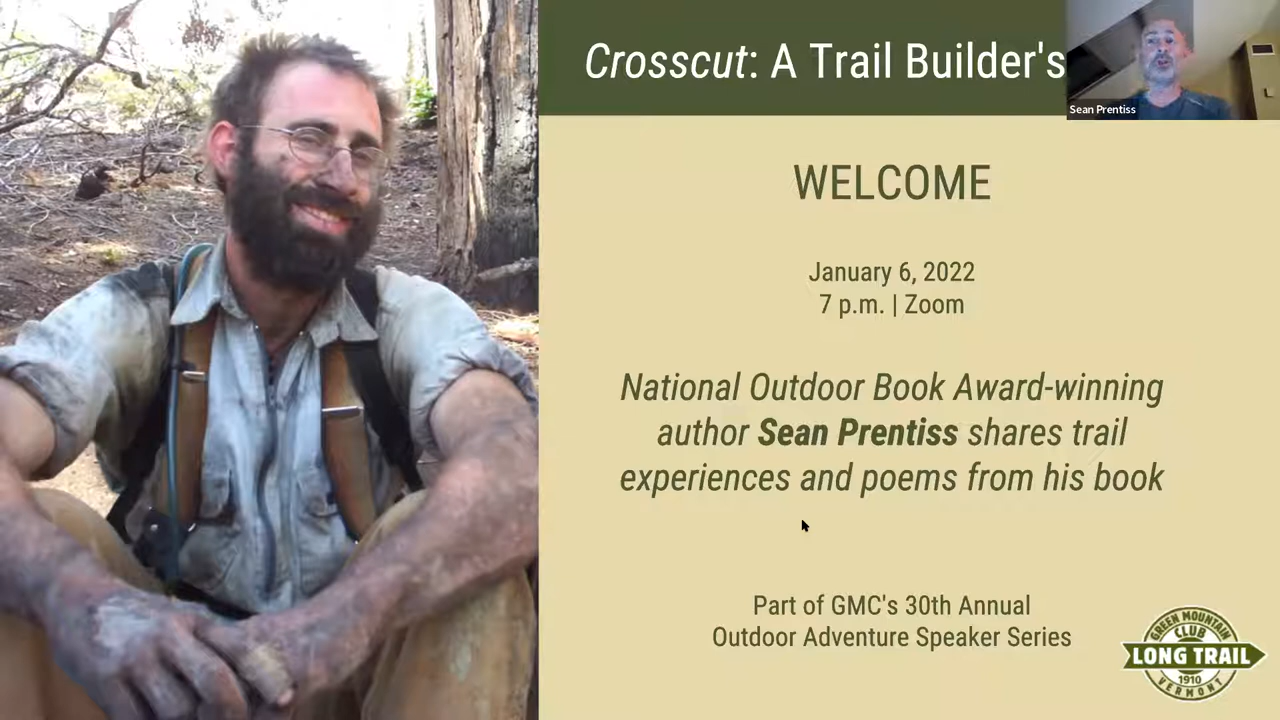 Crosscut: A Trail Builder's
Sean Prentiss
WELCOME
January 6, 2022
7 p.m. | Zoom
National Outdoor Book Award-winning
author Sean Prentiss shares trail
experiences and poems from his book
Part of GMC's 30th Annual
Outdoor Adventure Speaker Series
GREEN MOUNTAIN
CLUB
LONG TRAIL
1910
VERMONT